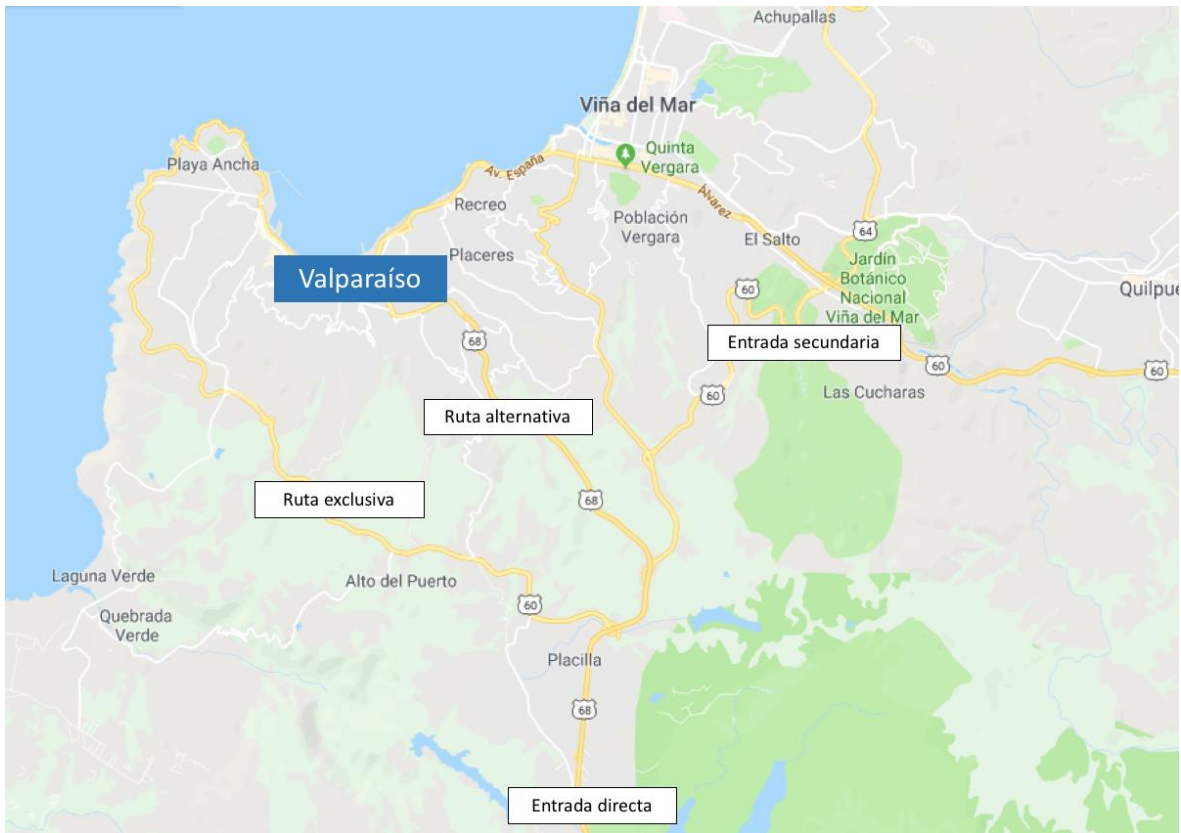 Achupallas
Viña del Mar
Quinta
Vergara
Playa Ancha
Av. España
Álvarez
Recreo
Población
Vergara
El Salto
64
Placeres
Jardín
Botánico
Nacional
Viña del Mar
Valparaíso
60
Quilpue
68
Entrada secundaria
60
60
Las Cucharas
60
Ruta alternativa
Ruta exclusiva
68
Laguna Verde
Alto del Puerto
Quebrada
Verde
60
Placilla
68
Entrada directa